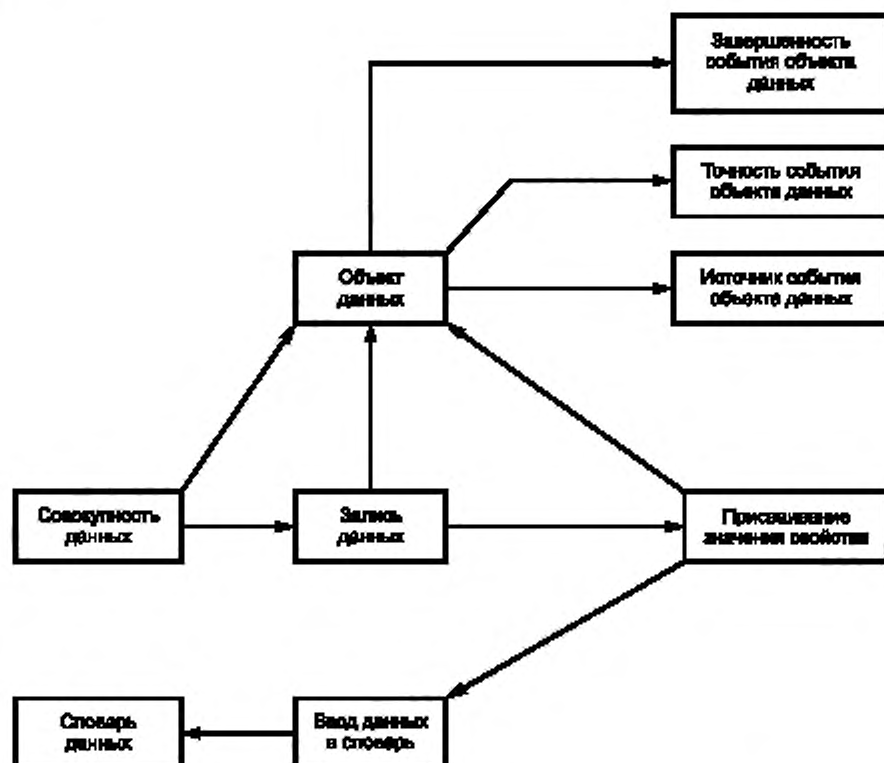 Завершенность
события объекта
данных
Точность события
объекта данных
Объект
данных
Источник события
объекта данных
Совокупность
данных
Запись
данных
Присваивание
значения свойства
Словарь
данных
Ввод данных
в словарь